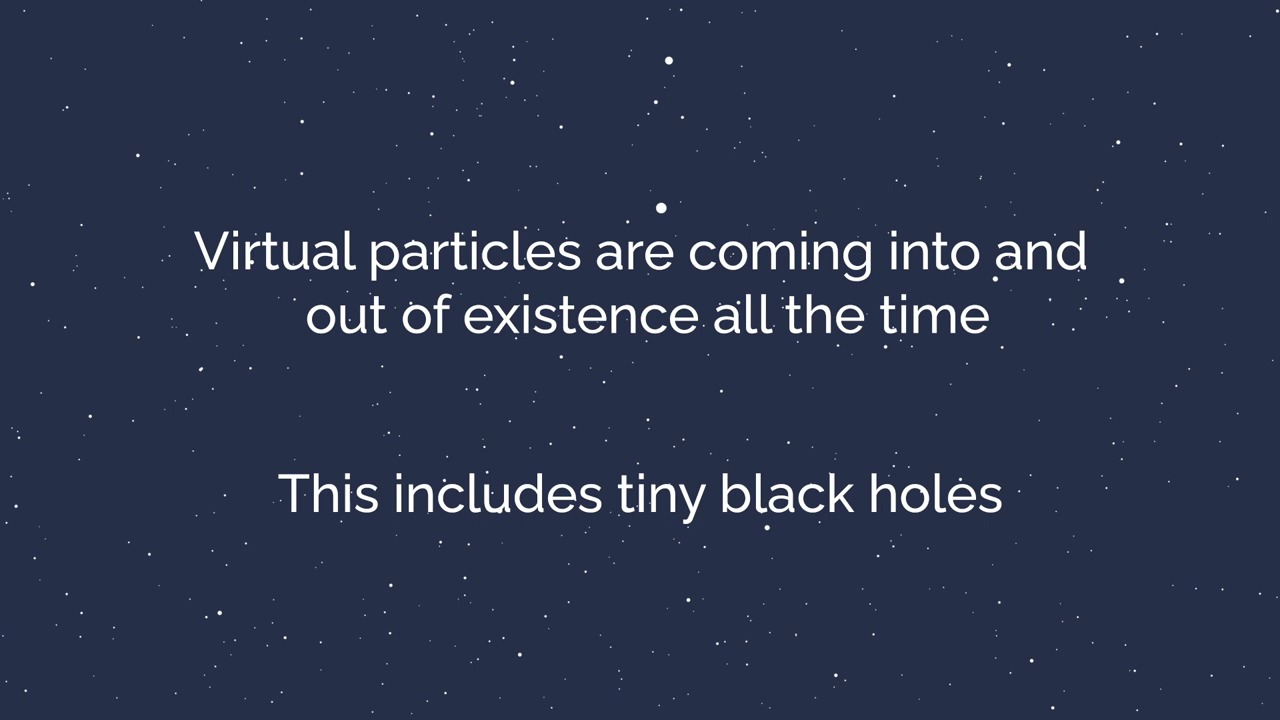 Virtual particles are coming into and
out of existence all the time
This includes tiny black holes